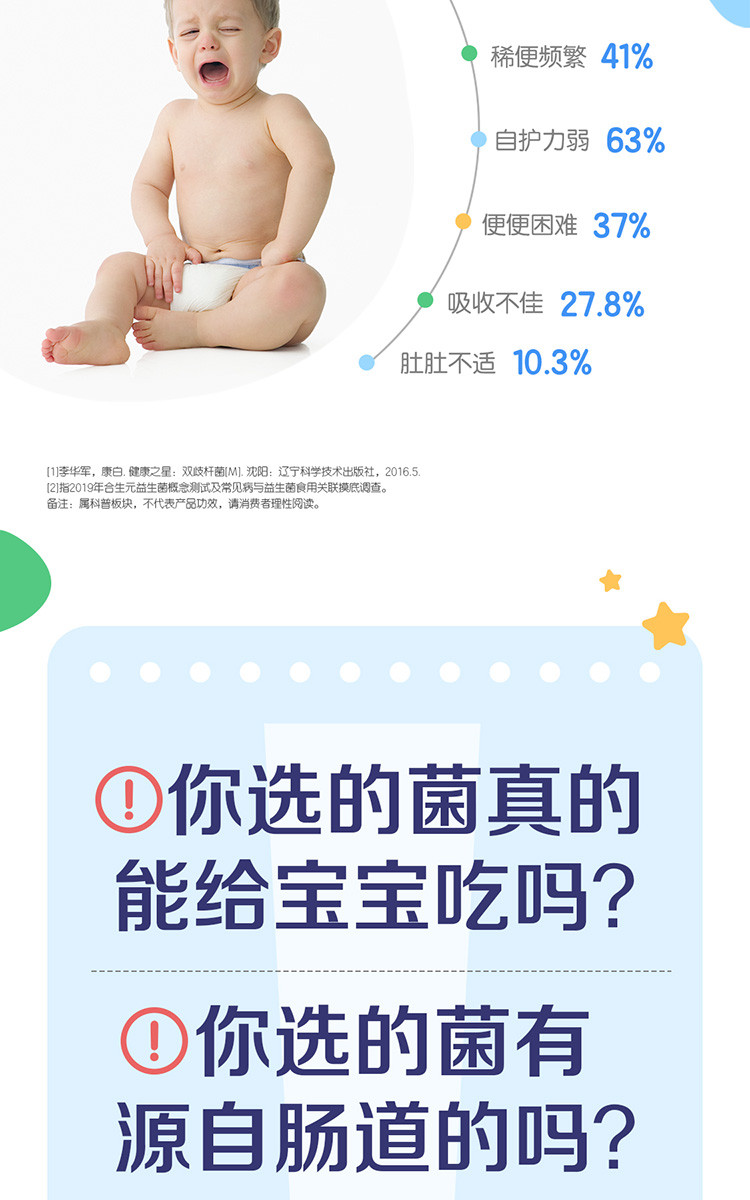 稀便频繁 41%
自护力弱 63%
便便困难 37%
吸收不佳 27.8%
肚肚不适 10.3%
[1]李华军，康白. 健康之星：双歧杆菌[M]. 沈阳：辽宁科学技术出版社，2016.5.
[2]指2019年合生元益生菌概念测试及常见病与益生菌食用关联摸底调查。
备注：属科普板块，不代表产品功效，请消费者理性阅读。
你选的菌真的
能给宝宝吃吗？
你选的菌有
源自肠道的吗？